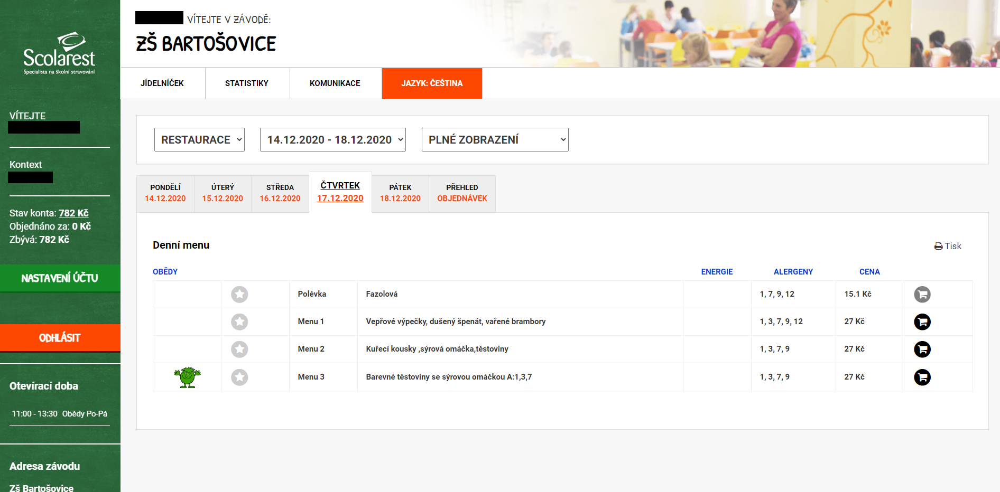 Scolarest
Specialista na školní stravování
VÍTEJTE
Kontext
Stav konta: 782 Kč
Objednáno za: 0 Kč
Zbývá: 782 Kč
NASTAVENÍ ÚČTU
ODHLÁSIT
Otevírací doba
11:00 - 13:30 Obědy Po-Pá
Adresa závodu
Zš Bartošovice
VÍTEJTE V ZÁVODĚ:
ZŠ BARTOŠOVICE
JÍDELNÍČEK STATISTIKY KOMUNIKACE JAZYK: ČEŠTINA
RESTAURACE 14.12.2020 - 18.12.2020 PLNÉ ZOBRAZENÍ
PONDĚLÍ ÚTERÝ STŘEDA ČTVRTEK PÁTEK PŘEHLED
14.12.2020 15.12.2020 16.12.2020 17.12.2020 18.12.2020 OBJEDNÁVEK
Denní menu Tisk
OBĚDY ENERGIE ALERGENY CENA
Polévka Fazolová 1, 7, 9, 12 15.1 Kč
Menu 1 Vepřové výpečky, dušený špenát, vařené brambory 1, 3, 7, 9, 12 27 Kč
Menu 2 Kuřecí kousky ,sýrová omáčka,těstoviny 1, 3, 7, 9 27 Kč
Menu 3 Barevné těstoviny se sýrovou omáčkou A:1,3,7 1, 3, 7, 9 27 Kč